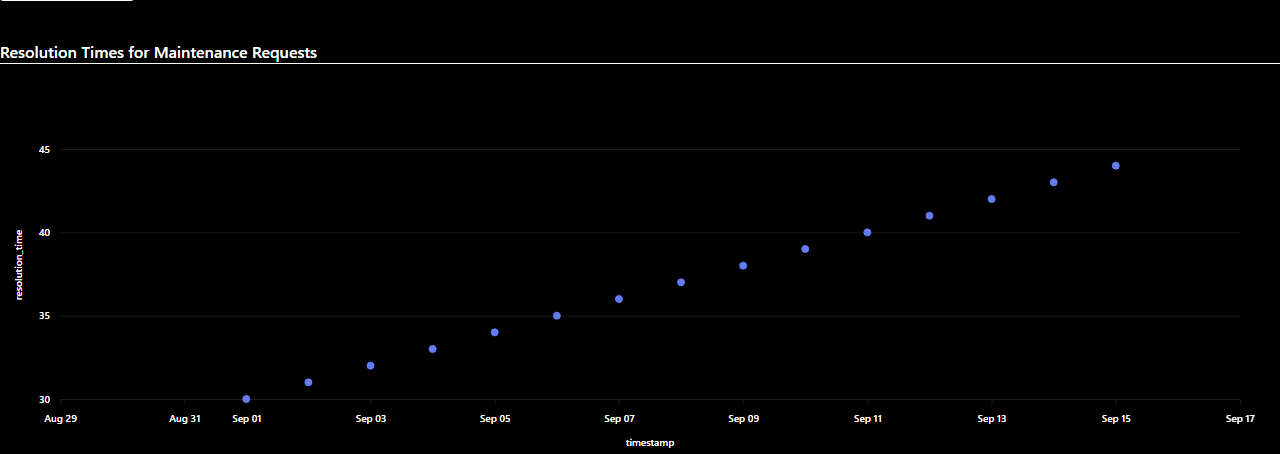 Resolution Times for Maintenance Requests
45
40
35
30
resolution_time
Aug 29 Aug 31 Sep 01 Sep 03 Sep 05 Sep 07 Sep 09 Sep 11 Sep 13 Sep 15 Sep 17
timestamp